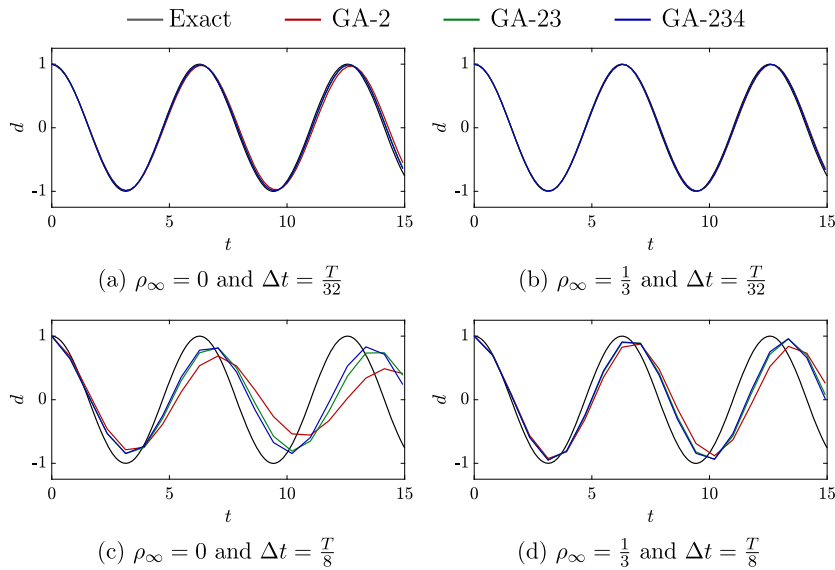 Exact GA-2 GA-23 GA-234
1
0
-1
d
0 5 10 15
t
(a) ρ∞ = 0 and Δt = T/32
1
0
-1
d
0 5 10 15
t
(b) ρ∞ = 1/3 and Δt = T/32
1
0
-1
d
0 5 10 15
t
(c) ρ∞ = 0 and Δt = T/8
1
0
-1
d
0 5 10 15
t
(d) ρ∞ = 1/3 and Δt = T/8